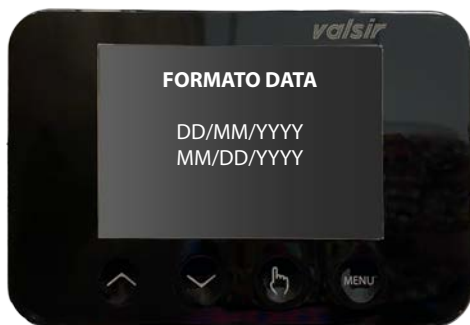 valsir
FORMATO DATA
DD/MM/YYYY
MM/DD/YYYY
MENU